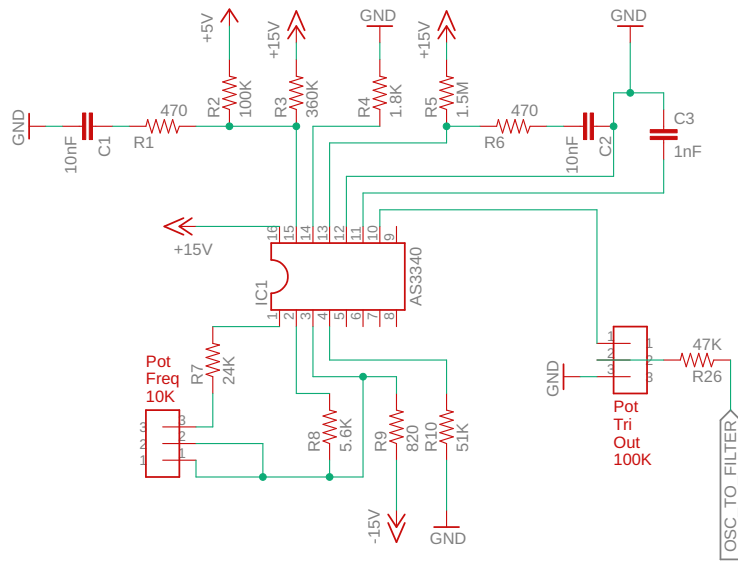 GND
10nF
C1
470
R1
+5V
R2
100K
+15V
R3
360K
GND
R4
1.8K
+15V
R5
1.5M
470
R6
10nF
C2
GND
C3
1nF
+15V
16
15
14
13
12
11
10
9
IC1
AS3340
1
2
3
4
5
6
7
8
Pot
Freq
10K
R7
24K
3
3
2
2
1
1
R8
5.6K
R9
820
R10
51K
-15V
GND
GND
1
1
2
2
3
3
47K
R26
Pot
Tri
Out
100K
OSC TO FILTER